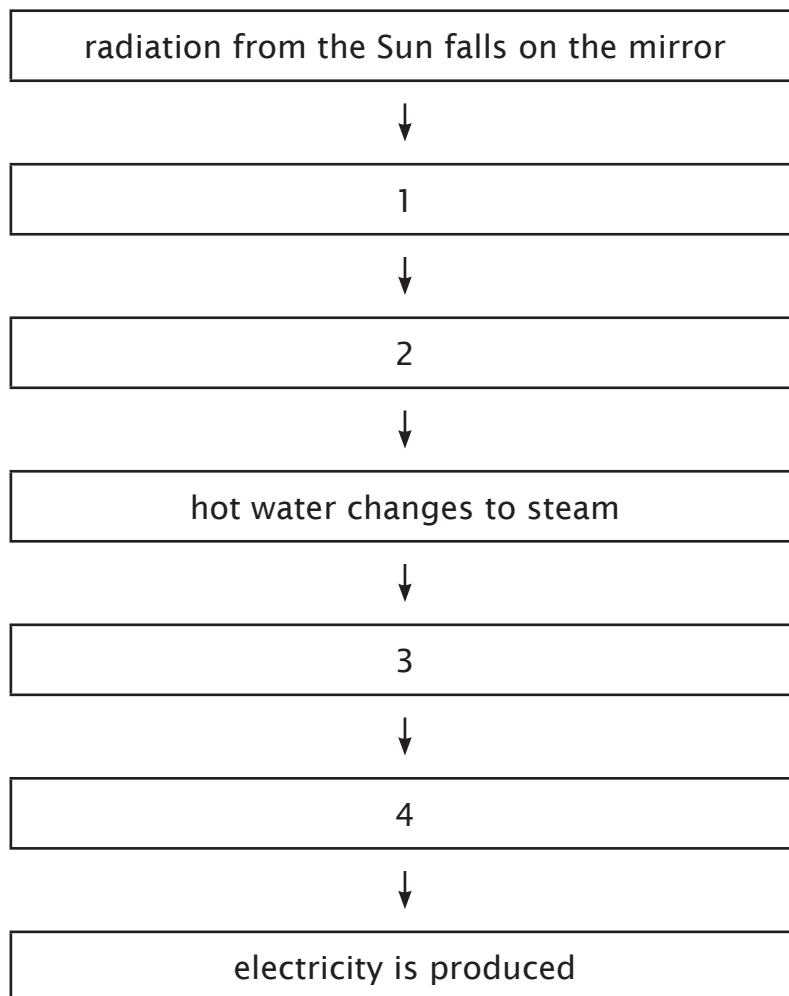 radiation from the Sun falls on the mirror
1
2
hot water changes to steam
3
4
electricity is produced